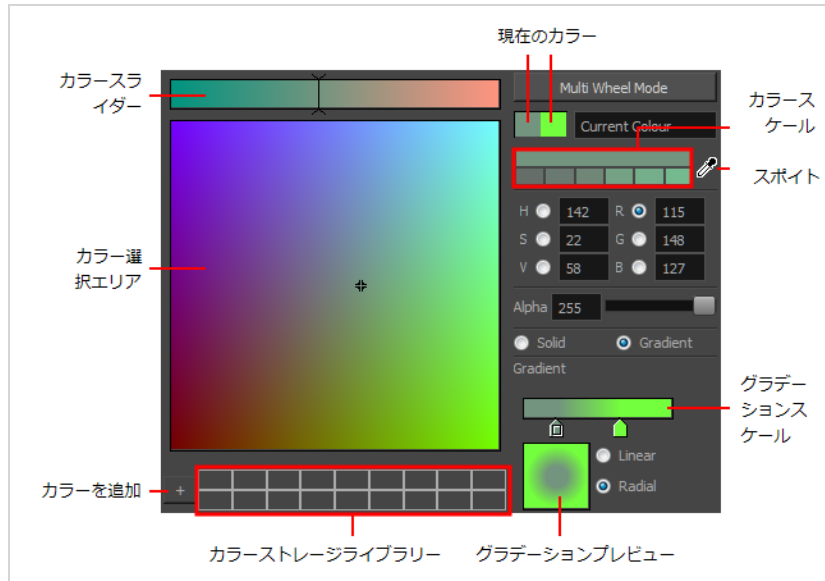 現在のカラー
カラースラ
イダー
Multi Wheel Mode
カラース
ケール
Current Colour
スポイト
H 142 R 115
S 22 G 148
V 58 B 127
カラー選
択エリア
Alpha 255
Solid Gradient
Gradient
グラデー
ションス
ケール
Linear
Radial
カラーを追加
+
カラーストレージライブラリー
グラデーションプレビュー